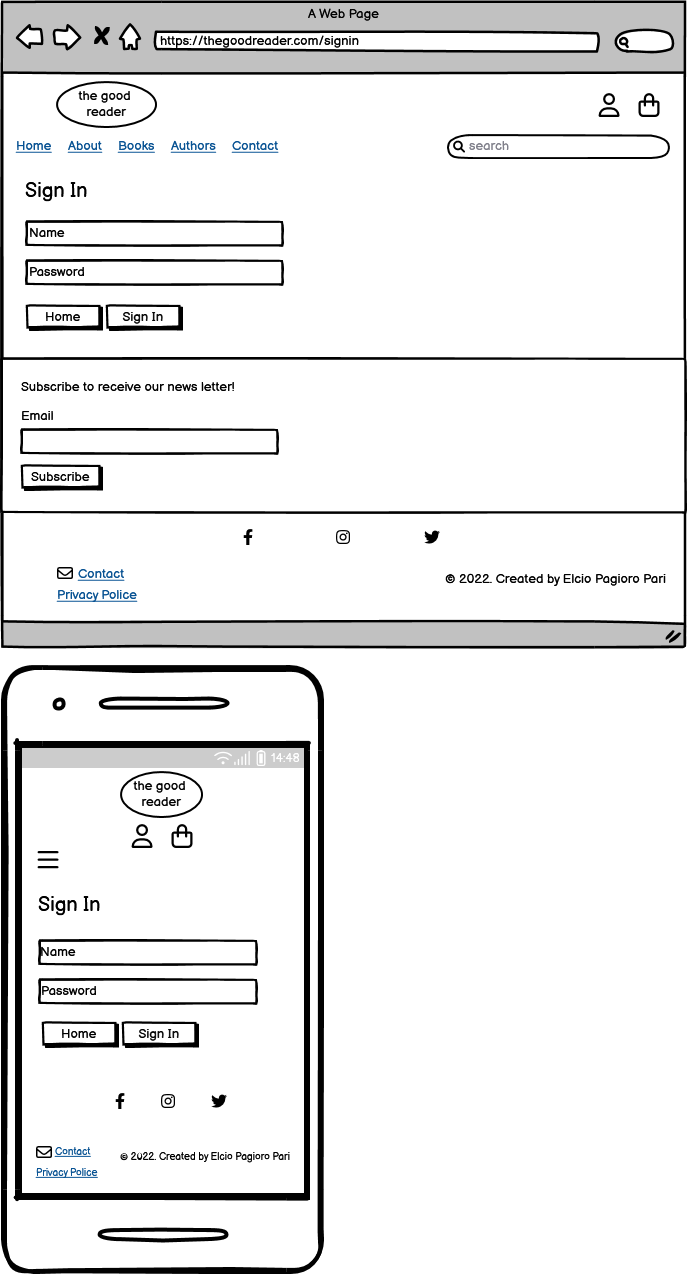 A Web Page
https://thegoodreader.com/signin
the good
reader
Home About Books Authors Contact
search
Sign In
Name
Password
Home Sign In
Subscribe to receive our news letter!
Email
Subscribe
Contact
© 2022. Created by Elcio Pagioro Pari
Privacy Police
14:48
the good
reader
Sign In
Name
Password
Home Sign In
Contact
© 2022. Created by Elcio Pagioro Pari
Privacy Police